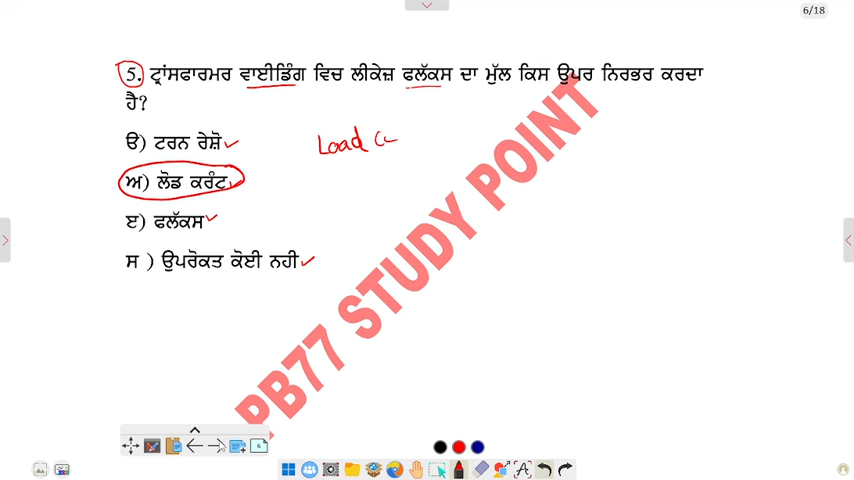 6/18
5. ਟ੍ਰਾਂਸਫਾਰਮਰ ਵਾਈਡਿੰਗ ਵਿਚ ਲੀਕੇਜ਼ ਫਲੱਕਸ ਦਾ ਮੁੱਲ ਕਿਸ ਉਪਰ ਨਿਰਭਰ ਕਰਦਾ
ਹੈ?
ੳ) ਟਰਨ ਰੇਸ਼ੋ
Load C
ਅ) ਲੋਡ ਕਰੰਟ
ੲ) ਫਲੱਕਸ
ਸ ) ਉਪਰੋਕਤ ਕੋਈ ਨਹੀ
PB77 STUDY POINT